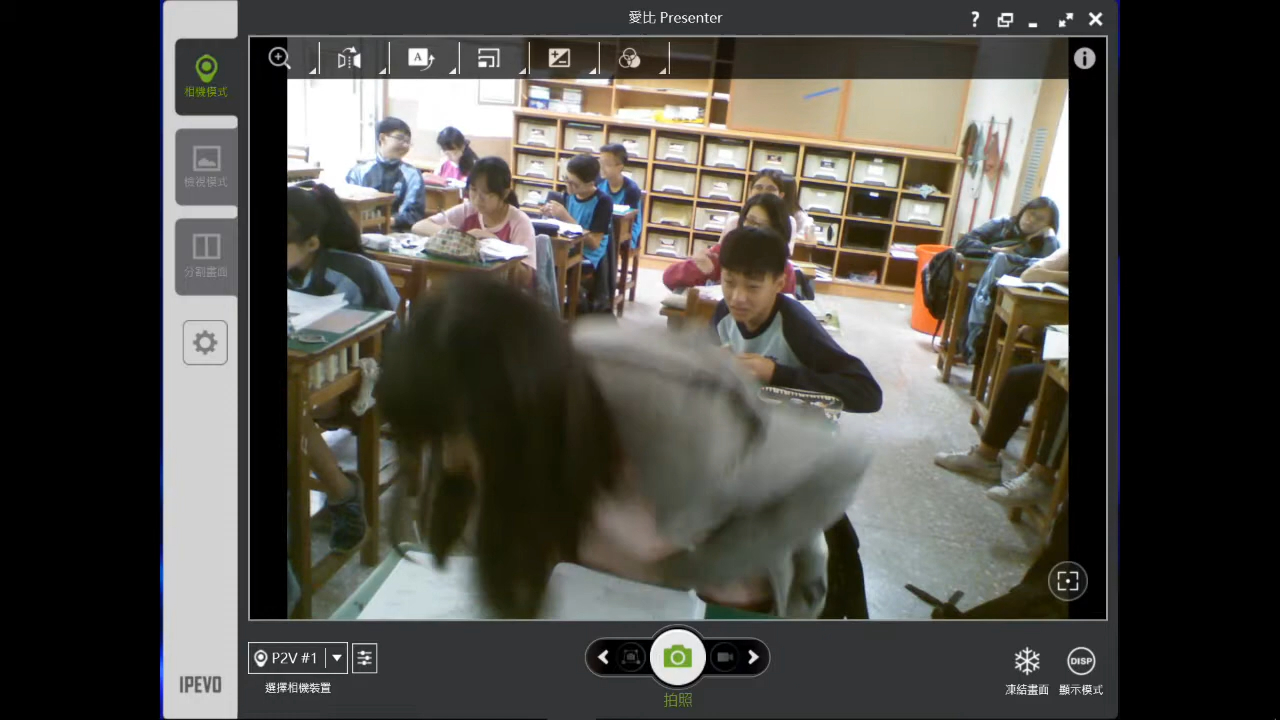 愛比 Presenter
?
相機模式
A
檢視模式
分割畫面
P2V #1
選擇相機裝置
拍照
DISP
凍結畫面
顯示模式
IPEVO